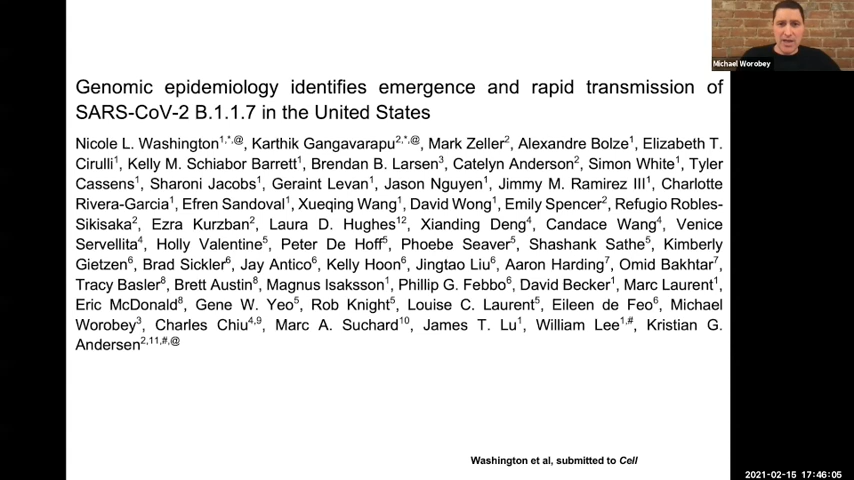 Michael Worobey
Genomic epidemiology identifies emergence and rapid transmission of
SARS-CoV-2 B.1.1.7 in the United States
Nicole L. Washington1,*,@, Karthik Gangavarapu2,*,@, Mark Zeller2, Alexandre Bolze1, Elizabeth T.
Cirulli1, Kelly M. Schiabor Barrett1, Brendan B. Larsen3, Catelyn Anderson2, Simon White1, Tyler
Cassens1, Sharoni Jacobs1, Geraint Levan1, Jason Nguyen1, Jimmy M. Ramirez III1, Charlotte
Rivera-Garcia1, Efren Sandoval1, Xueqing Wang1, David Wong1, Emily Spencer2, Refugio Robles-
Sikisaka2, Ezra Kurzban2, Laura D. Hughes12, Xianding Deng4, Candace Wang4, Venice
Servellita4, Holly Valentine5, Peter De Hoff5, Phoebe Seaver5, Shashank Sathe5, Kimberly
Gietzen6, Brad Sickler6, Jay Antico6, Kelly Hoon6, Jingtao Liu6, Aaron Harding7, Omid Bakhtar7,
Tracy Basler8, Brett Austin8, Magnus Isaksson1, Phillip G. Febbo6, David Becker1, Marc Laurent1,
Eric McDonald8, Gene W. Yeo5, Rob Knight5, Louise C. Laurent5, Eileen de Feo6, Michael
Worobey3, Charles Chiu4,9, Marc A. Suchard10, James T. Lu1, William Lee1,#, Kristian G.
Andersen2,11,#,@
Washington et al, submitted to Cell
2021-02-15 17:46:05